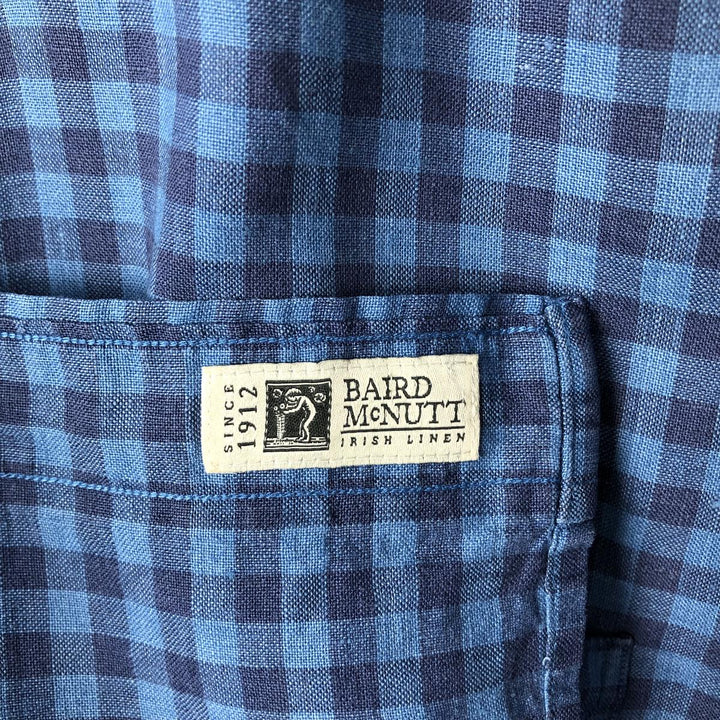 SINCE
1912
BAIRD
McNUTT
IRISH LINEN